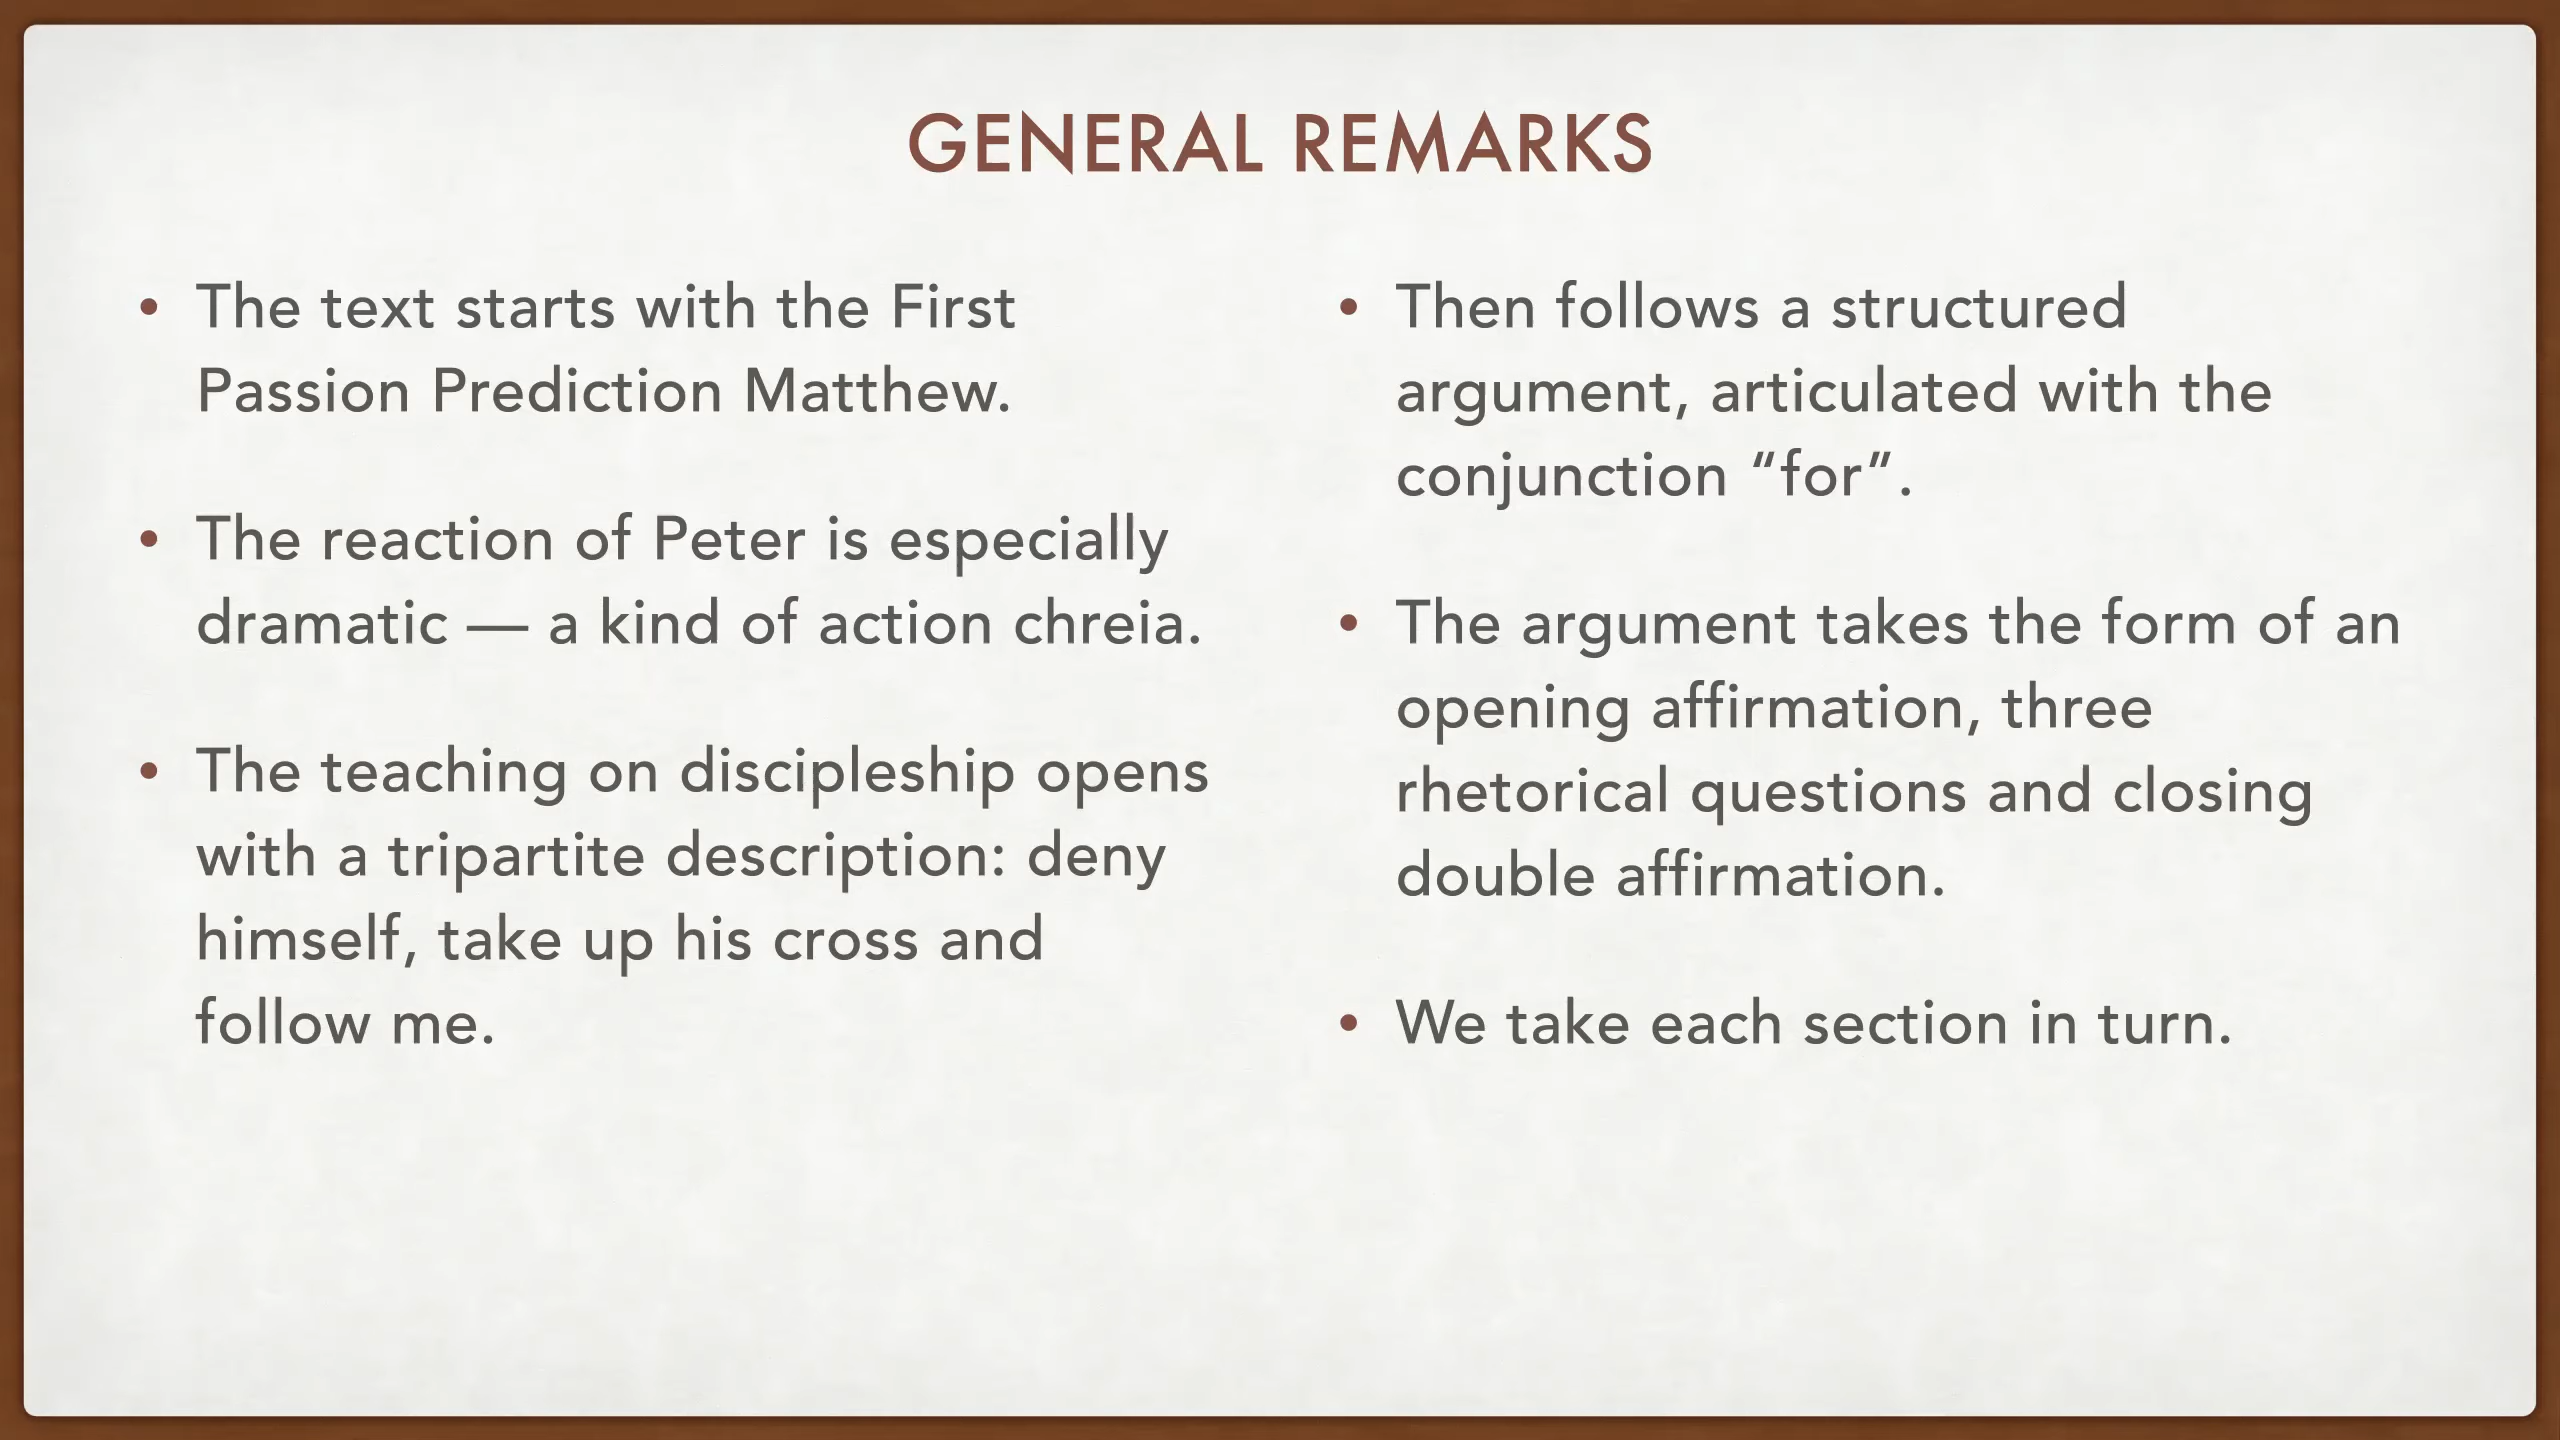 GENERAL REMARKS
• The text starts with the First
Passion Prediction Matthew.
• The reaction of Peter is especially
dramatic — a kind of action chreia.
• The teaching on discipleship opens
with a tripartite description: deny
himself, take up his cross and
follow me.
• Then follows a structured
argument, articulated with the
conjunction “for”.
• The argument takes the form of an
opening affirmation, three
rhetorical questions and closing
double affirmation.
• We take each section in turn.